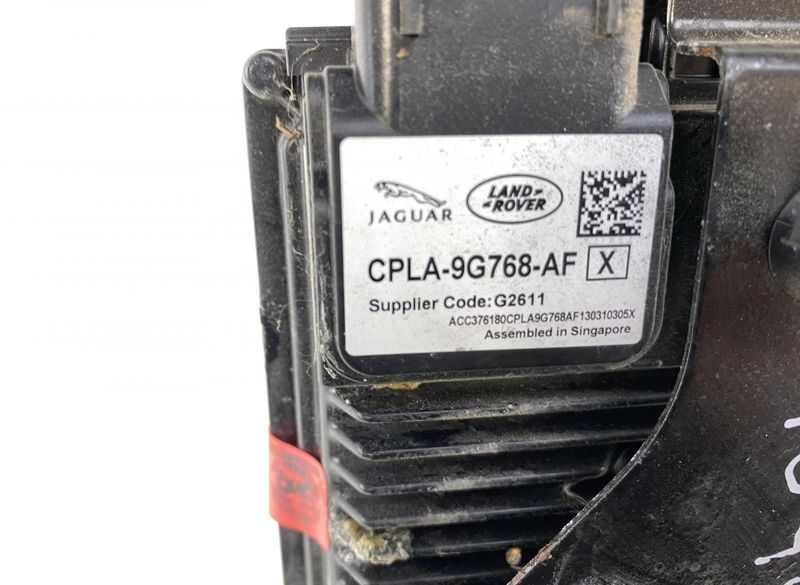 JAGUAR
LAND
ROVER
CPLA-9G768-AF X
Supplier Code:G2611
ACC376180CPLA9G768AF130310305X
Assembled in Singapore